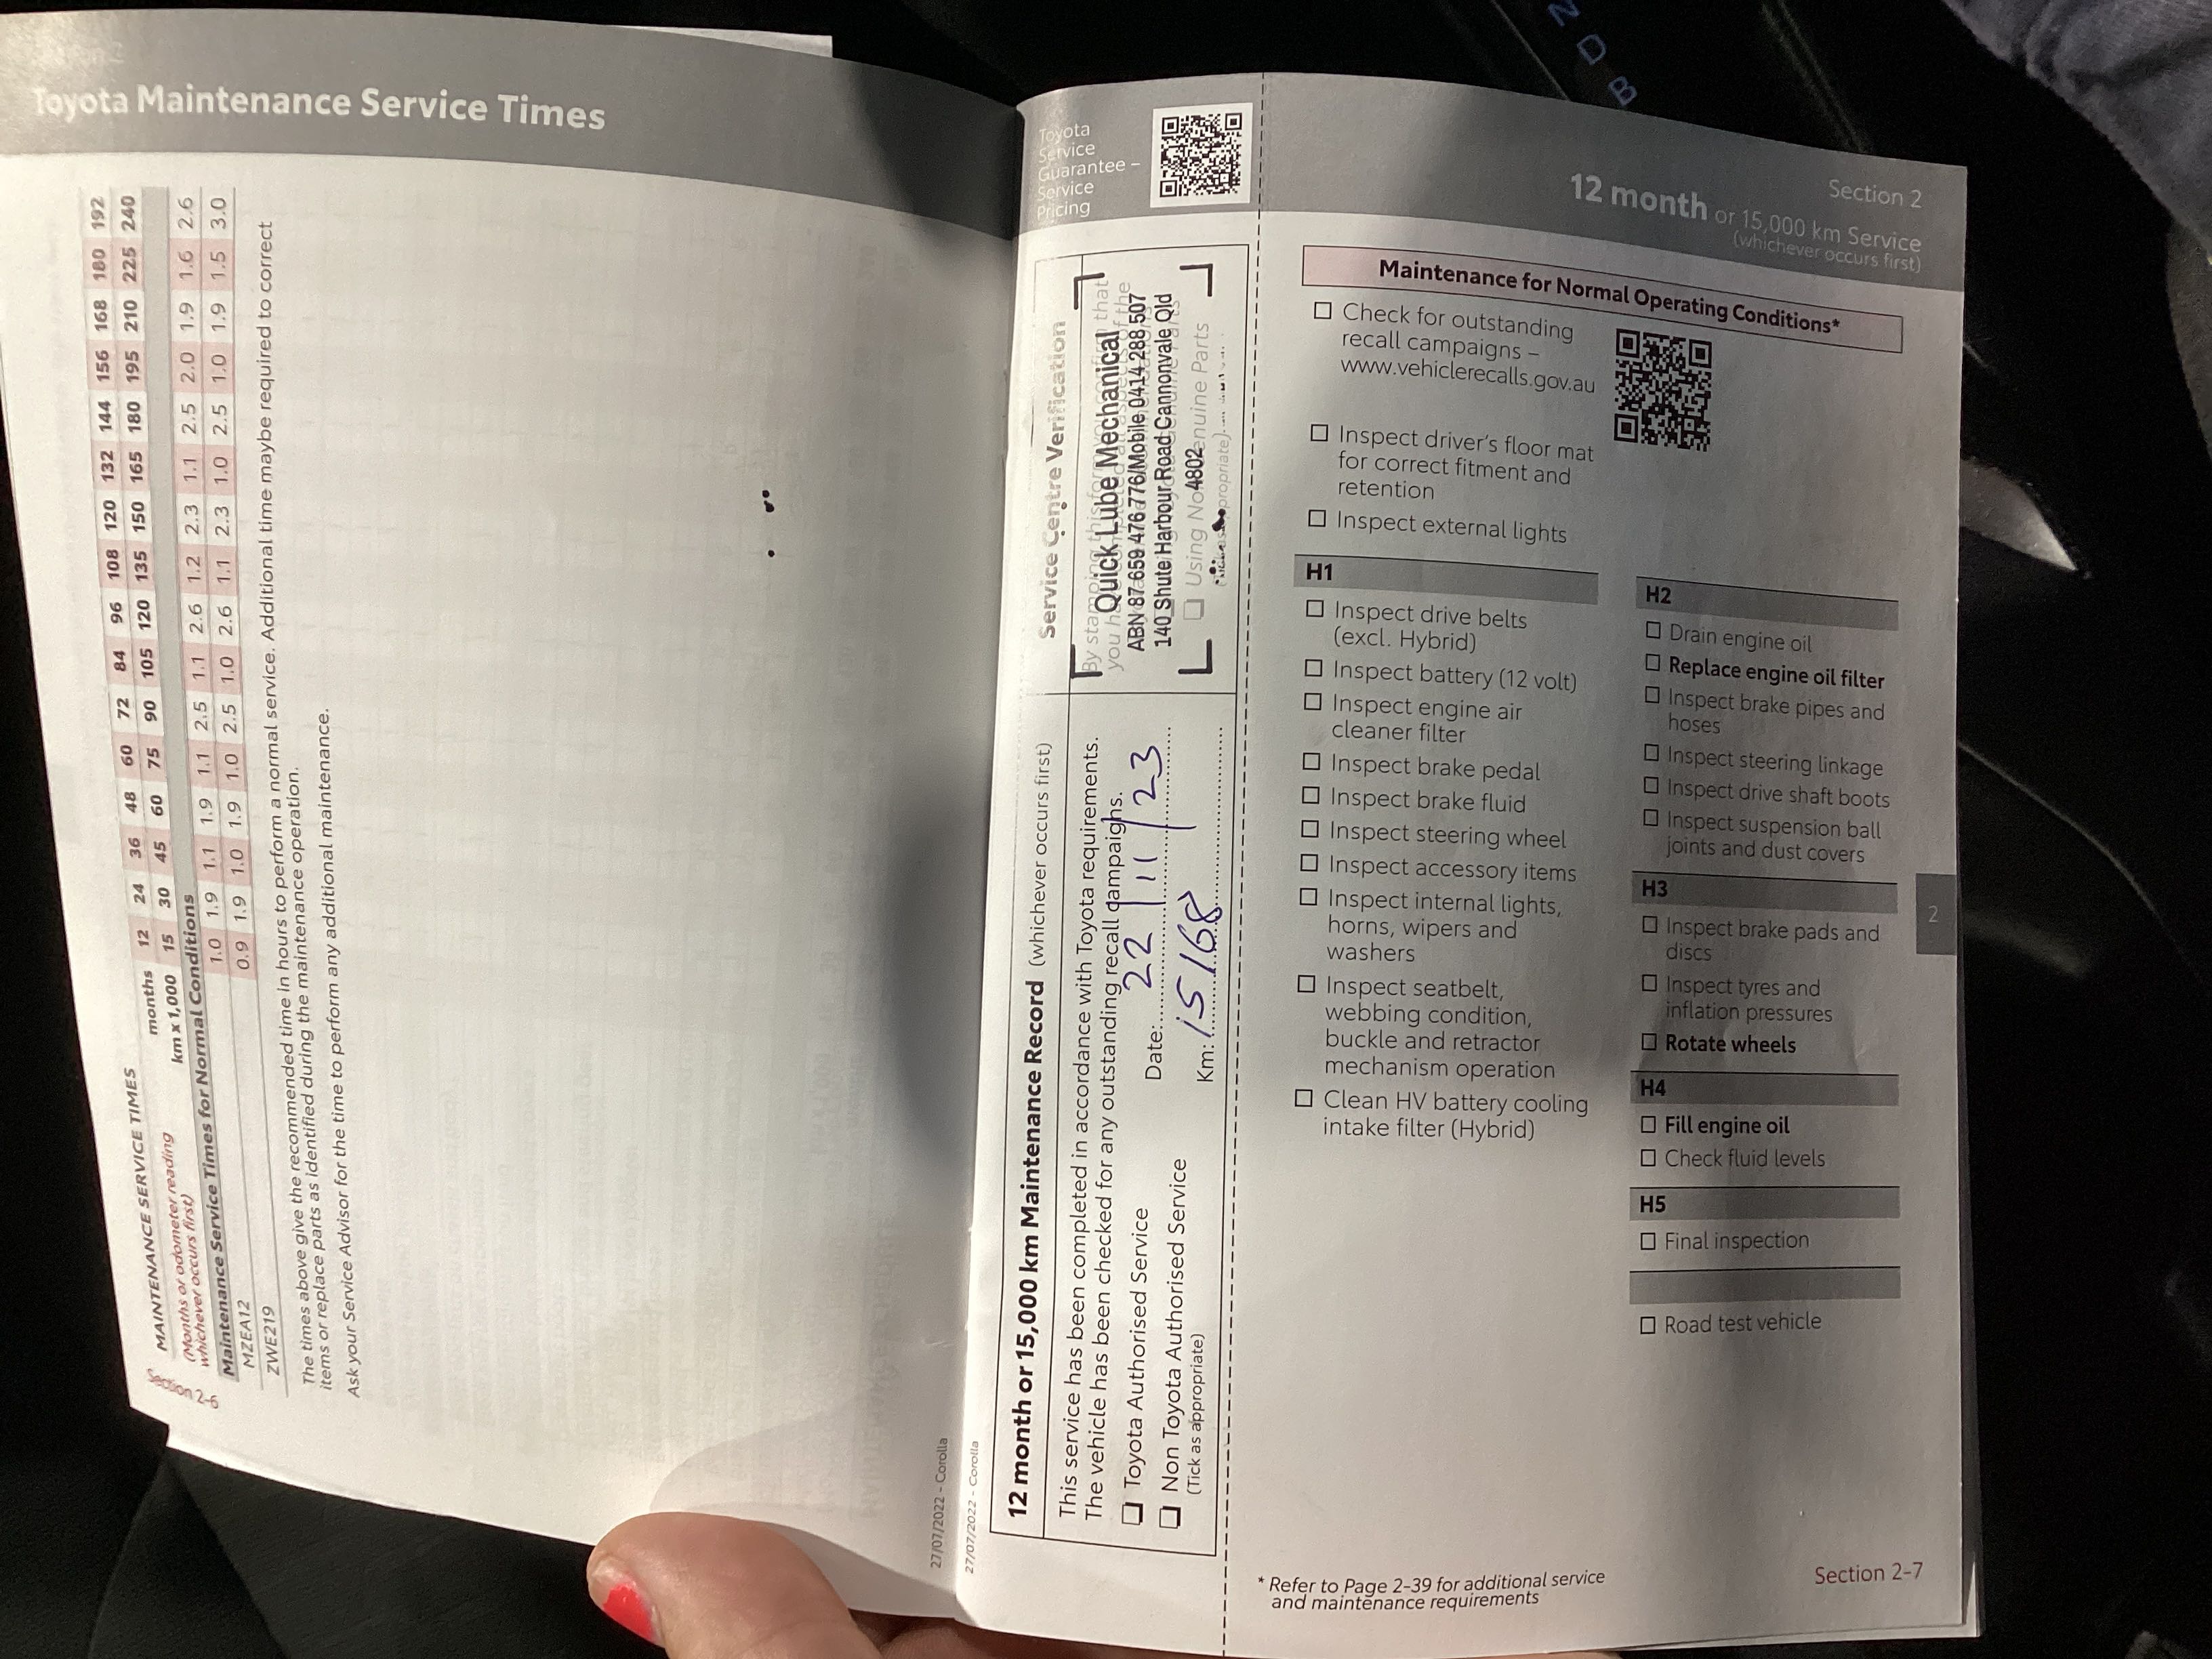 Toyota Maintenance Service Times
MAINTENANCE SERVICE TIMES
months 12 24 36 48 60 72 84 96 108 120 132 144 156 168 180 192
km x 1,000 15 30 45 60 75 90 105 120 135 150 165 180 195 210 225 240
(Months or odometer reading
whichever occurs first)
Maintenance Service Times for Normal Conditions
MZEA12 1.0 1.9 1.1 1.9 1.1 2.5 1.1 2.6 1.2 2.3 1.1 2.5 2.0 1.9 1.6 2.6
ZWE219 0.9 1.9 1.0 1.9 1.0 2.5 1.0 2.6 1.1 2.3 1.0 2.5 1.0 1.9 1.5 3.0
The times above give the recommended time in hours to perform a normal service. Additional time maybe required to correct
items or replace parts as identified during the maintenance operation.
Ask your Service Advisor for the time to perform any additional maintenance.
Section 2-6
27/07/2022 - Corolla
27/07/2022 - Corolla
Toyota
Service
Guarantee –
Service
Pricing
12 month or 15,000 km Maintenance Record (whichever occurs first)
This service has been completed in accordance with Toyota requirements.
The vehicle has been checked for any outstanding recall campaigns.
Toyota Authorised Service
Non Toyota Authorised Service
(Tick as appropriate)
Date: 22/11/23
Km: 15168
Service Centre Verification
By stamping this form that
you
Quick Lube Mechanical
ABN 87 659 476 776/Mobile 0414 288 507
140 Shute Harbour Road Cannonvale Qld
4802
Using Genuine Parts
Section 2
12 month or 15,000 km Service
(whichever occurs first)
Maintenance for Normal Operating Conditions*
Check for outstanding
recall campaigns –
www.vehiclerecalls.gov.au
Inspect driver's floor mat
for correct fitment and
retention
Inspect external lights
H1
Inspect drive belts
(excl. Hybrid)
Inspect battery (12 volt)
Inspect engine air
cleaner filter
Inspect brake pedal
Inspect brake fluid
Inspect steering wheel
Inspect accessory items
Inspect internal lights,
horns, wipers and
washers
Inspect seatbelt,
webbing condition,
buckle and retractor
mechanism operation
Clean HV battery cooling
intake filter (Hybrid)
H2
Drain engine oil
Replace engine oil filter
Inspect brake pipes and
hoses
Inspect steering linkage
Inspect drive shaft boots
Inspect suspension ball
joints and dust covers
H3
Inspect brake pads and
discs
Inspect tyres and
inflation pressures
Rotate wheels
H4
Fill engine oil
Check fluid levels
H5
Final inspection
Road test vehicle
2
* Refer to Page 2-39 for additional service
and maintenance requirements
Section 2-7
N D B